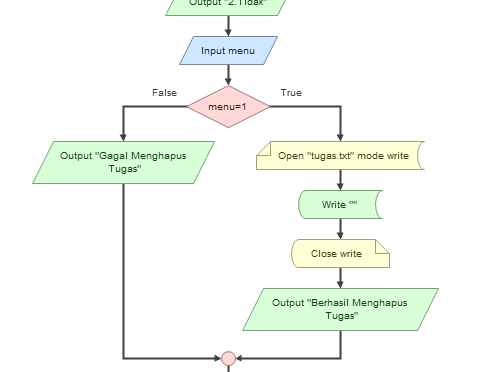 Output "2. Tidak"
Input menu
False
True
menu=1
Output "Gagal Menghapus
Tugas"
Open "tugas.txt" mode write
Write ""
Close write
Output "Berhasil Menghapus
Tugas"